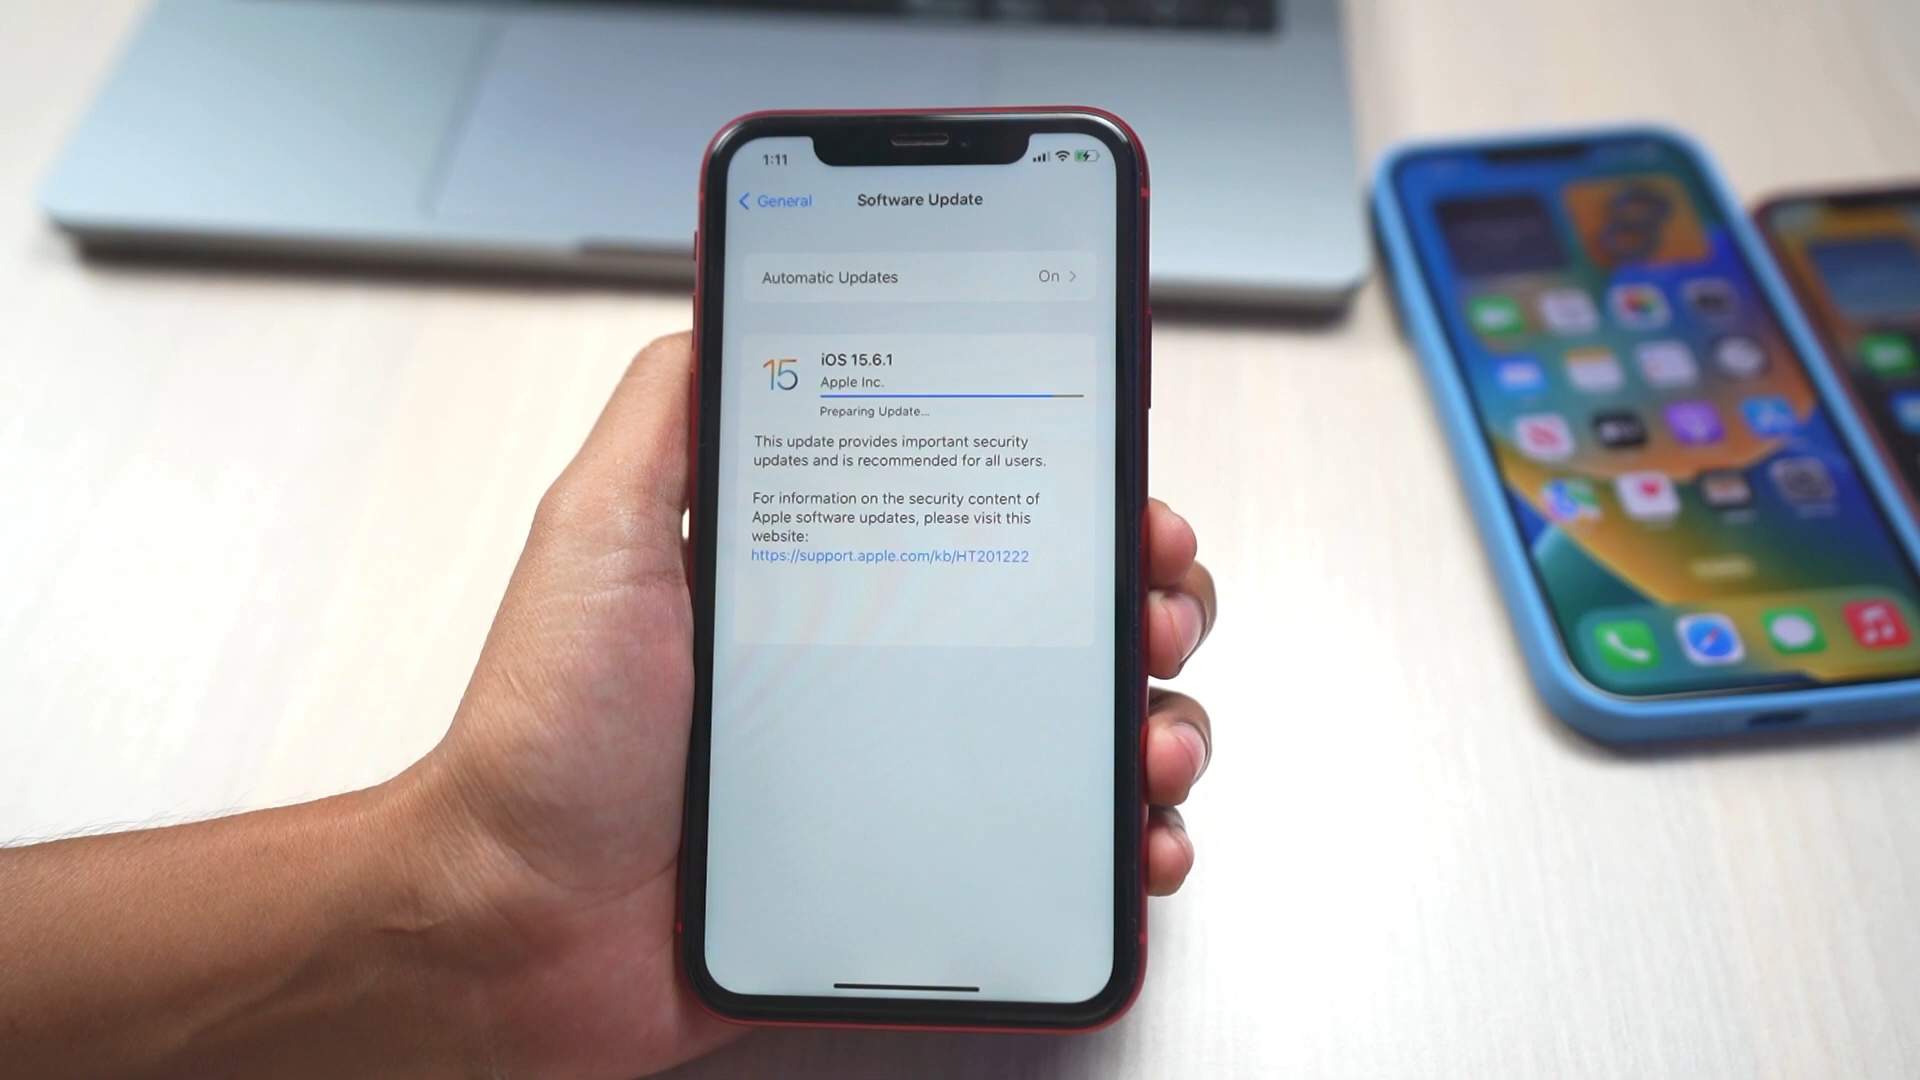 1:11
General
Software Update
Automatic Updates
On
15
iOS 15.6.1
Apple Inc.
Preparing Update...
This update provides important security
updates and is recommended for all users.
For information on the security content of
Apple software updates, please visit this
website:
https://support.apple.com/kb/HT201222